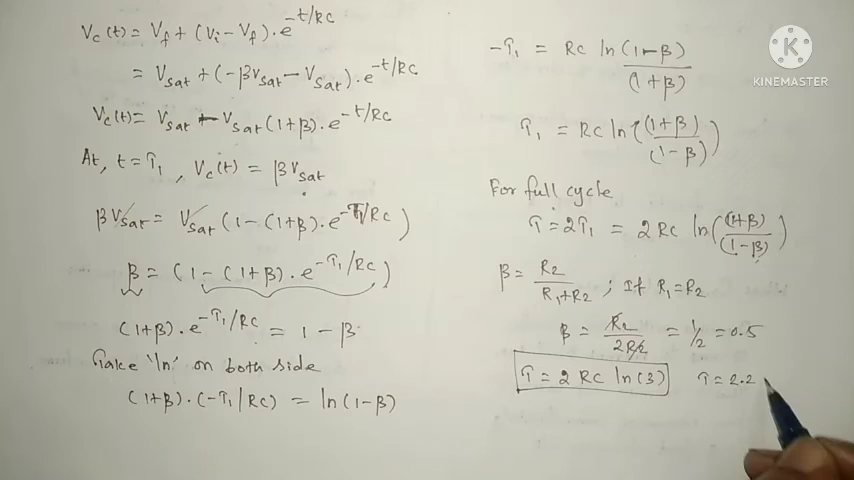 Vc(t) = Vf + (Vi - Vf) . e^-t/RC
= Vsat + (-βVsat - Vsat) . e^-t/RC
Vc(t) = Vsat - Vsat (1+β) . e^-t/RC
At, t = T1, Vc(t) = βVsat
βVsat = Vsat (1 - (1+β) . e^-T1/RC)
β = (1 - (1+β) . e^-T1/RC)
(1+β) . e^-T1/RC = 1 - β
Take 'ln' on both side
(1+β) . (-T1/RC) = ln(1-β)
-T1 = RC ln (1-β)/(1+β)
T1 = RC ln((1+β)/(1-β))
For full cycle
T = 2T1 = 2RC ln((1+β)/(1-β))
β = R2/R1+R2 ; If R1 = R2
β = R2/2R2 = 1/2 = 0.5
T = 2 RC ln(3) T = 2.2
K
KINEMASTER